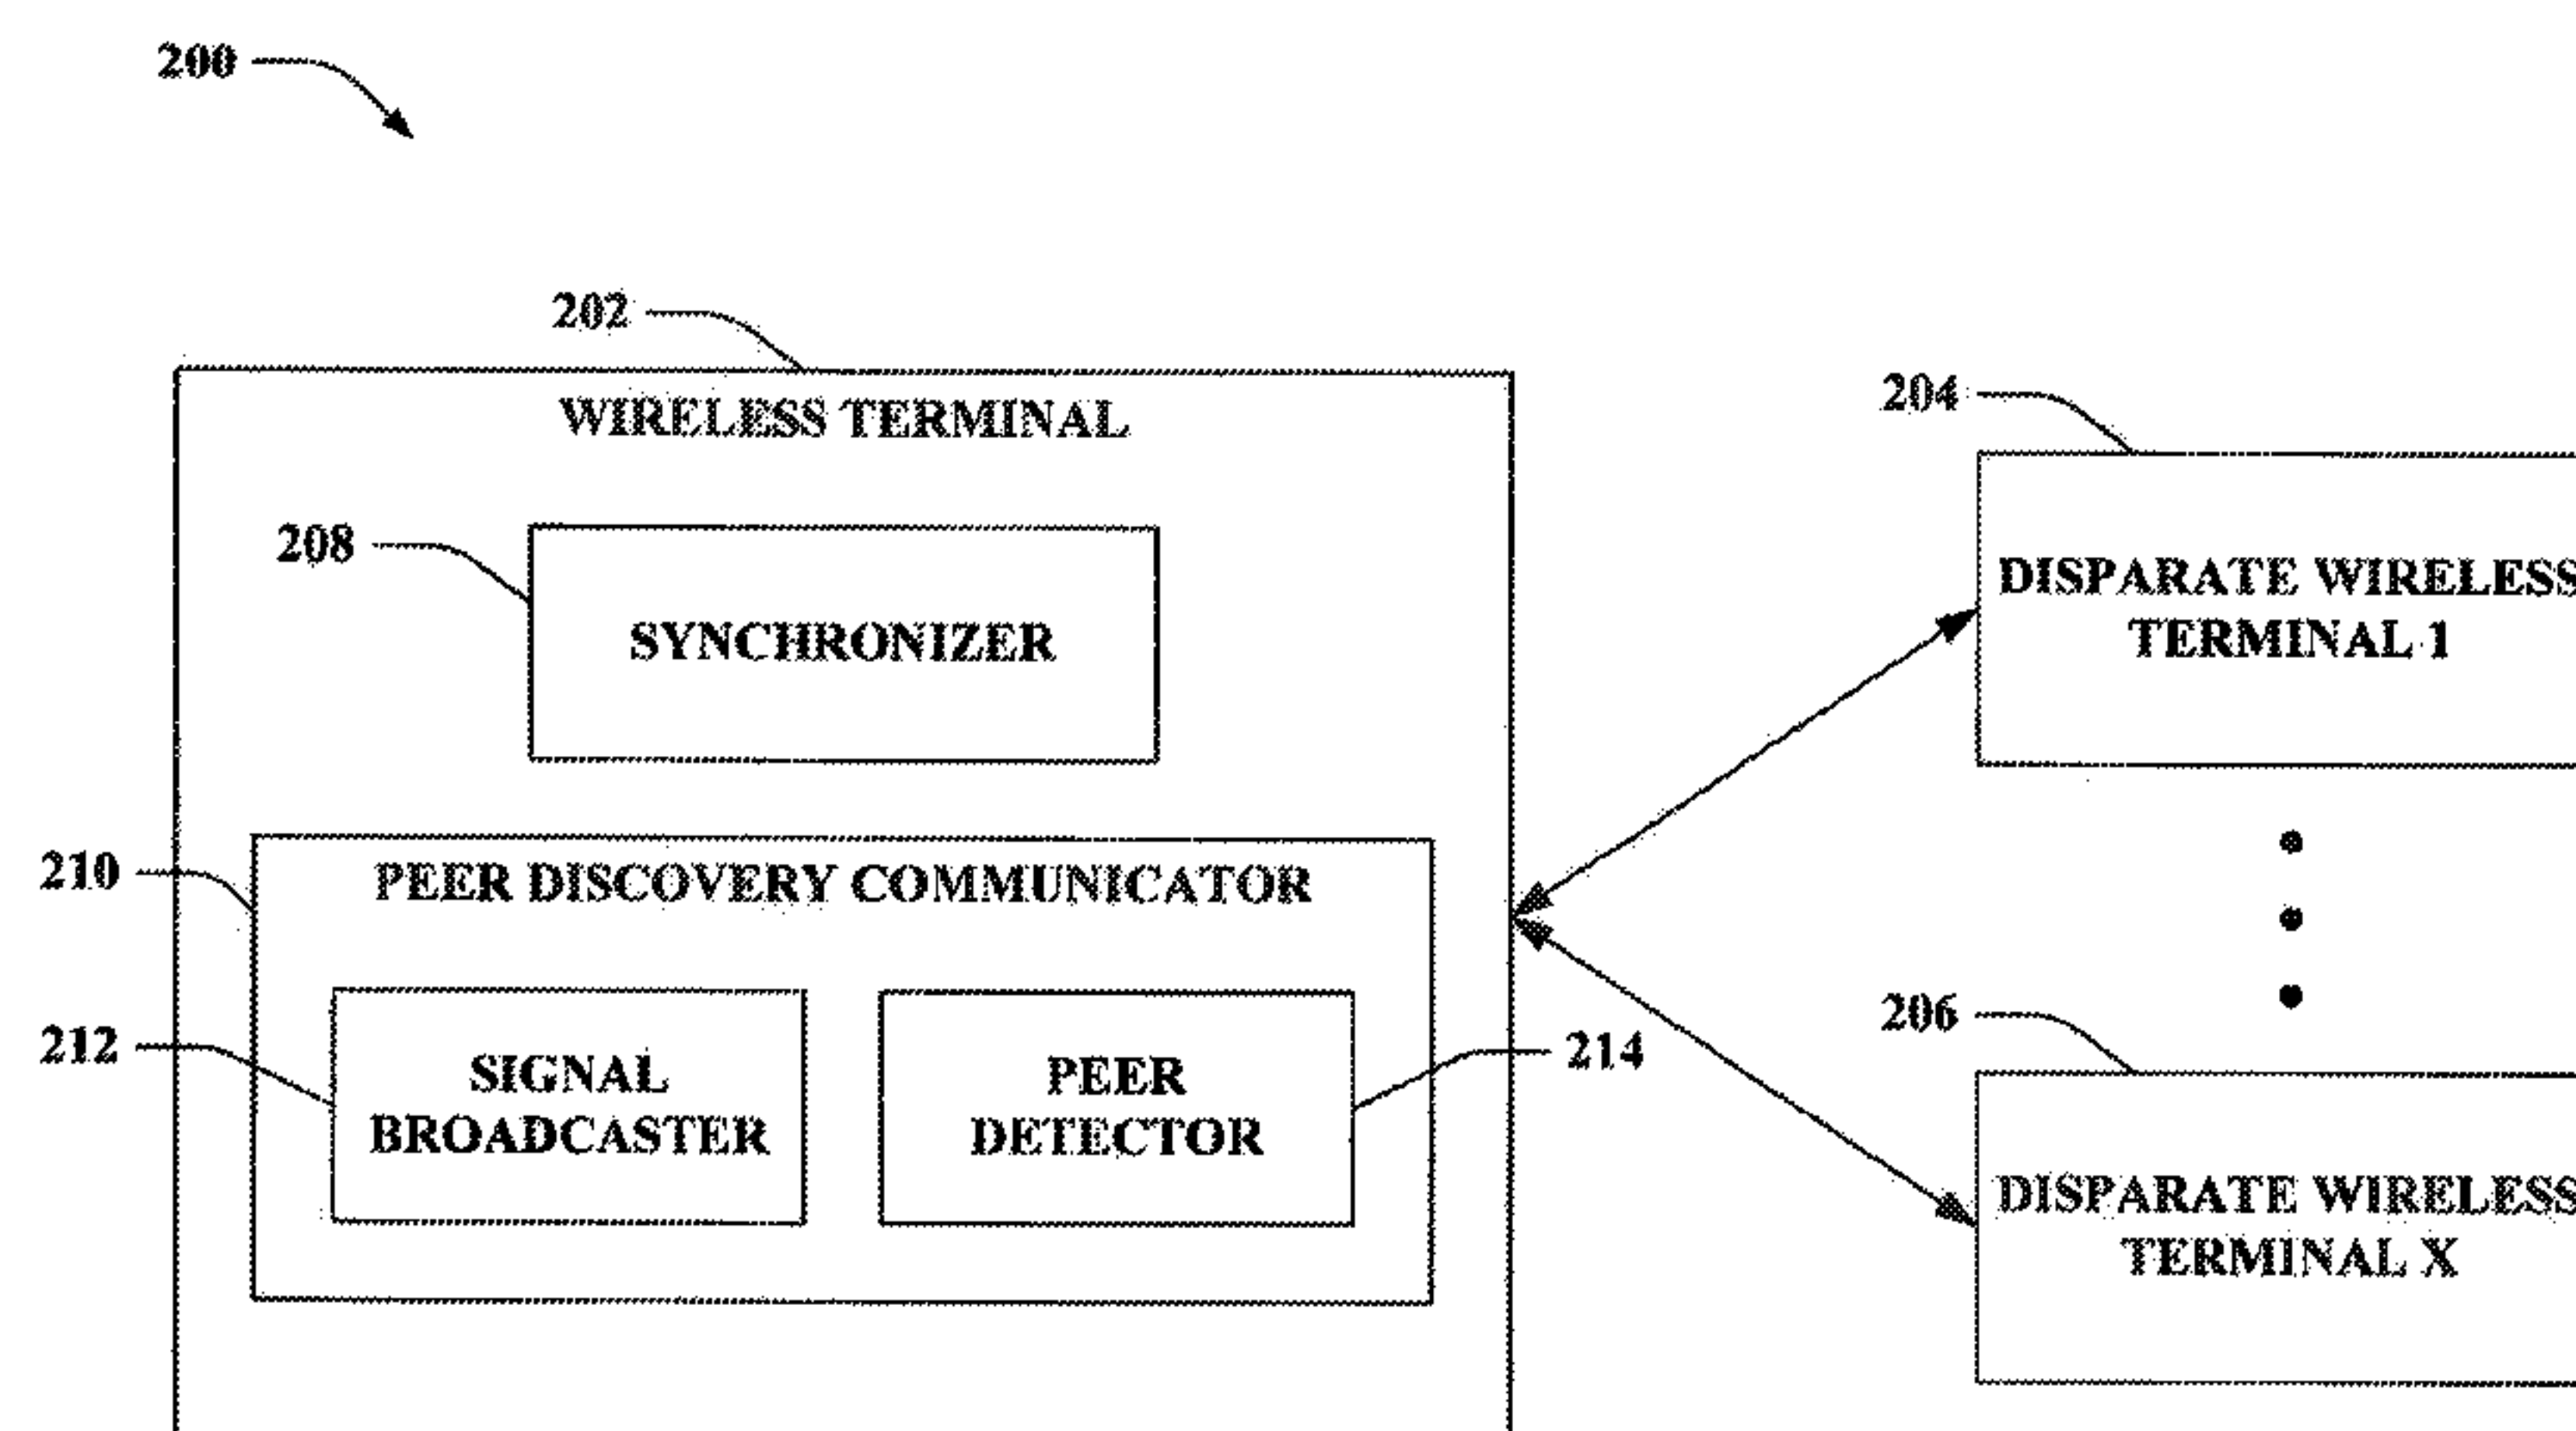 200
202
WIRELESS TERMINAL
204
208
SYNCHRONIZER
DISPARATE WIRELESS
TERMINAL 1
210
PEER DISCOVERY COMMUNICATOR
212
SIGNAL
BROADCASTER
PEER
DETECTOR
214
206
DISPARATE WIRELESS
TERMINAL X